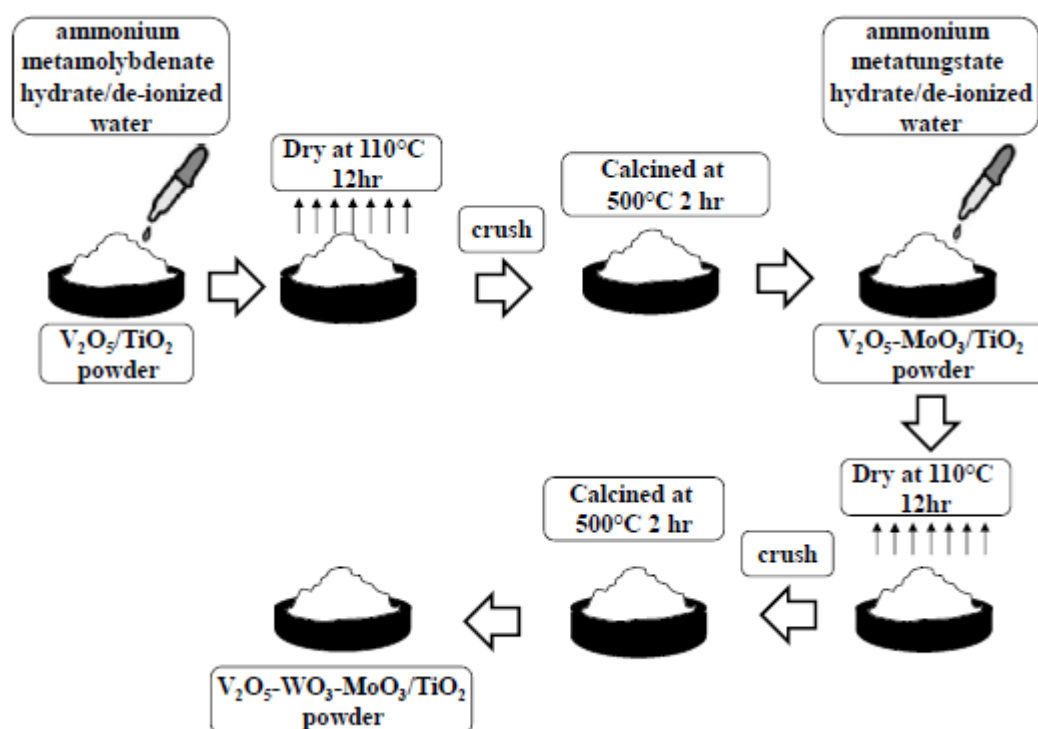 ammonium
metamolybdenate
hydrate/de-ionized
water
Dry at 110°C
12hr
crush
Calcined at
500°C 2 hr
ammonium
metatungstate
hydrate/de-ionized
water
V₂O₅/TiO₂
powder
V₂O₅-MoO₃/TiO₂
powder
Dry at 110°C
12hr
crush
Calcined at
500°C 2 hr
V₂O₅-WO₃-MoO₃/TiO₂
powder